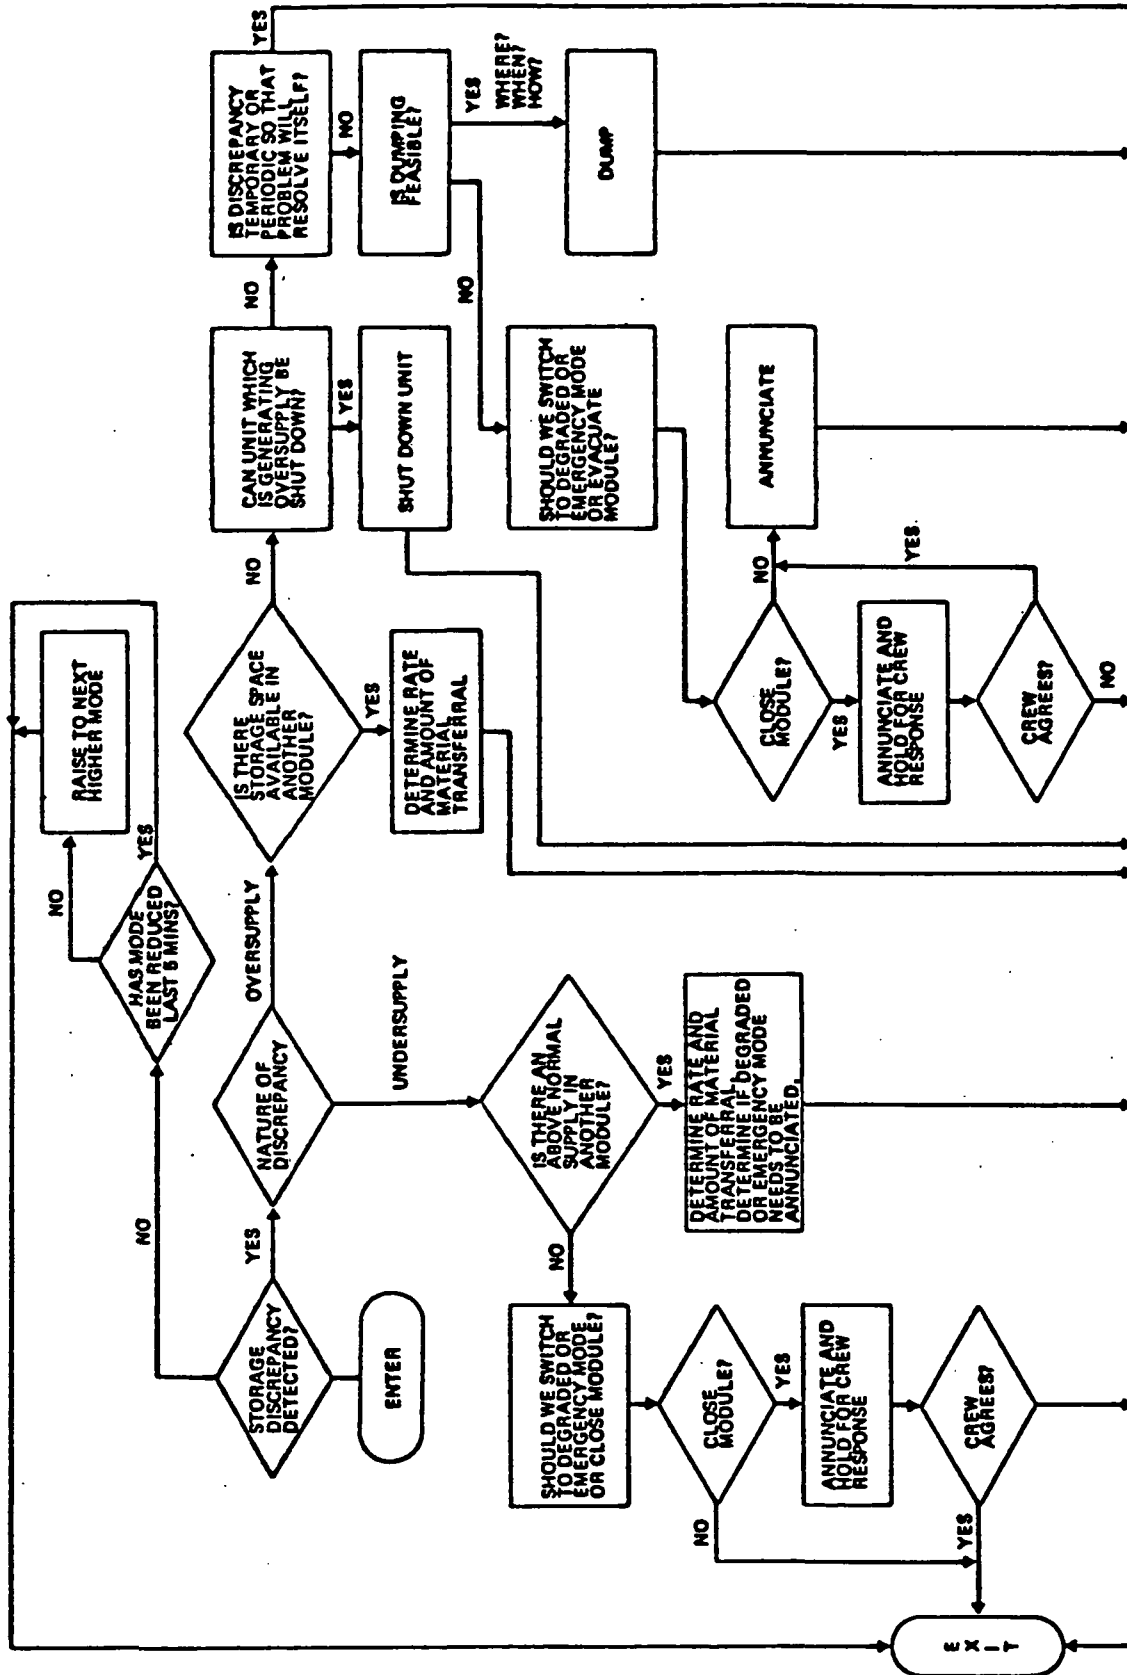 ENTER
STORAGE
DISCREPANCY
DETECTED?
NO
YES
HAS MODE
BEEN REDUCED
LAST 5 MINS?
NO
YES
RAISE TO NEXT
HIGHER MODE
NATURE OF
DISCREPANCY
OVERSUPPLY
UNDERSUPPLY
IS THERE
STORAGE SPACE
AVAILABLE IN
ANOTHER
MODULE?
NO
YES
DETERMINE RATE
AND AMOUNT OF
MATERIAL
TRANSFERRAL
CAN UNIT WHICH
IS GENERATING
OVERSUPPLY BE
SHUT DOWN?
NO
YES
SHUT DOWN UNIT
IS DISCREPANCY
TEMPORARY OR
PERIODIC SO THAT
PROBLEM WILL
RESOLVE ITSELF?
YES
NO
IS DUMPING
FEASIBLE?
NO
YES
WHERE?
WHEN?
HOW?
DUMP
SHOULD WE SWITCH
TO DEGRADED OR
EMERGENCY MODE
OR EVACUATE
MODULE?
CLOSE
MODULE?
NO
YES
ANNUNCIATE
ANNUNCIATE AND
HOLD FOR CREW
RESPONSE
CREW
AGREES?
YES
NO
IS THERE AN
ABOVE NORMAL
SUPPLY IN
ANOTHER
MODULE?
NO
YES
DETERMINE RATE AND
AMOUNT OF MATERIAL
TRANSFERRAL.
DETERMINE IF DEGRADED
OR EMERGENCY MODE
NEEDS TO BE
ANNUNCIATED.
SHOULD WE SWITCH
TO DEGRADED OR
EMERGENCY MODE
OR CLOSE MODULE?
CLOSE
MODULE?
NO
YES
ANNUNCIATE AND
HOLD FOR CREW
RESPONSE
CREW
AGREES?
YES
EXIT